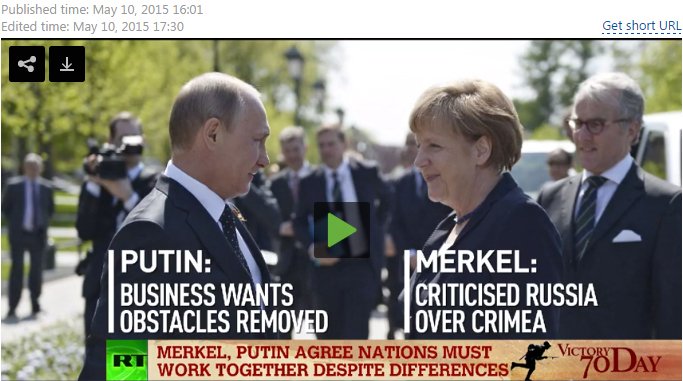 Published time: May 10, 2015 16:01
Edited time: May 10, 2015 17:30
Get short URL
PUTIN:
BUSINESS WANTS
OBSTACLES REMOVED
MERKEL:
CRITICISED RUSSIA
OVER CRIMEA
RT
MERKEL, PUTIN AGREE NATIONS MUST
WORK TOGETHER DESPITE DIFFERENCES
VICTORY
70 DAY